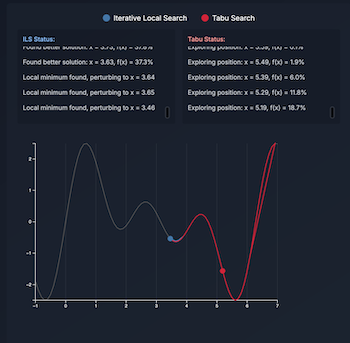 Iterative Local Search
Tabu Search
ILS Status:
Found better solution: x = 3.73, f(x) = 37.8%
Found better solution: x = 3.63, f(x) = 37.3%
Local minimum found, perturbing to x = 3.64
Local minimum found, perturbing to x = 3.65
Local minimum found, perturbing to x = 3.46
Tabu Status:
Exploring position: x = 5.59, f(x) = 0.1%
Exploring position: x = 5.49, f(x) = 1.9%
Exploring position: x = 5.39, f(x) = 6.0%
Exploring position: x = 5.29, f(x) = 11.8%
Exploring position: x = 5.19, f(x) = 18.7%
2
1
0
−1
−2
−1
0
1
2
3
4
5
6
7